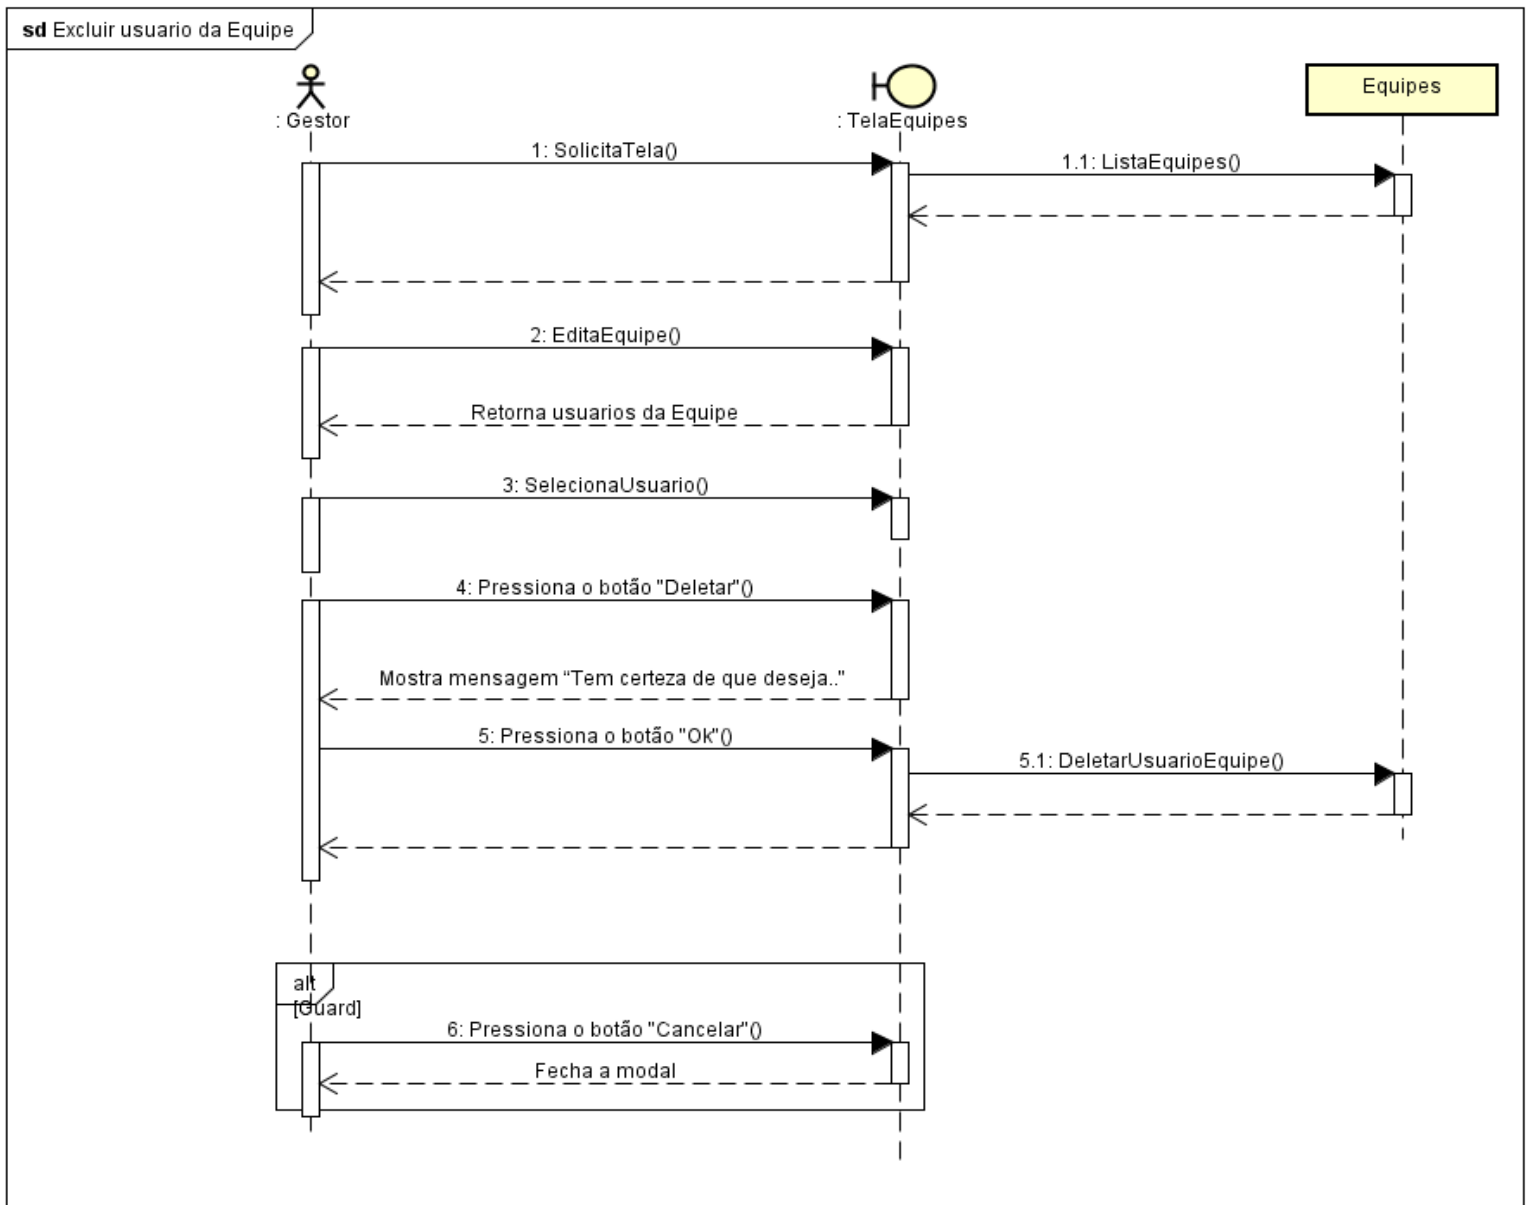 sd Excluir usuario da Equipe
: Gestor
: TelaEquipes
Equipes
1: SolicitaTela()
1.1: ListaEquipes()
2: EditaEquipe()
Retorna usuarios da Equipe
3: SelecionaUsuario()
4: Pressiona o botão "Deletar"()
Mostra mensagem “Tem certeza de que deseja.."
5: Pressiona o botão "Ok"()
5.1: DeletarUsuarioEquipe()
alt
[Guard]
6: Pressiona o botão "Cancelar"()
Fecha a modal